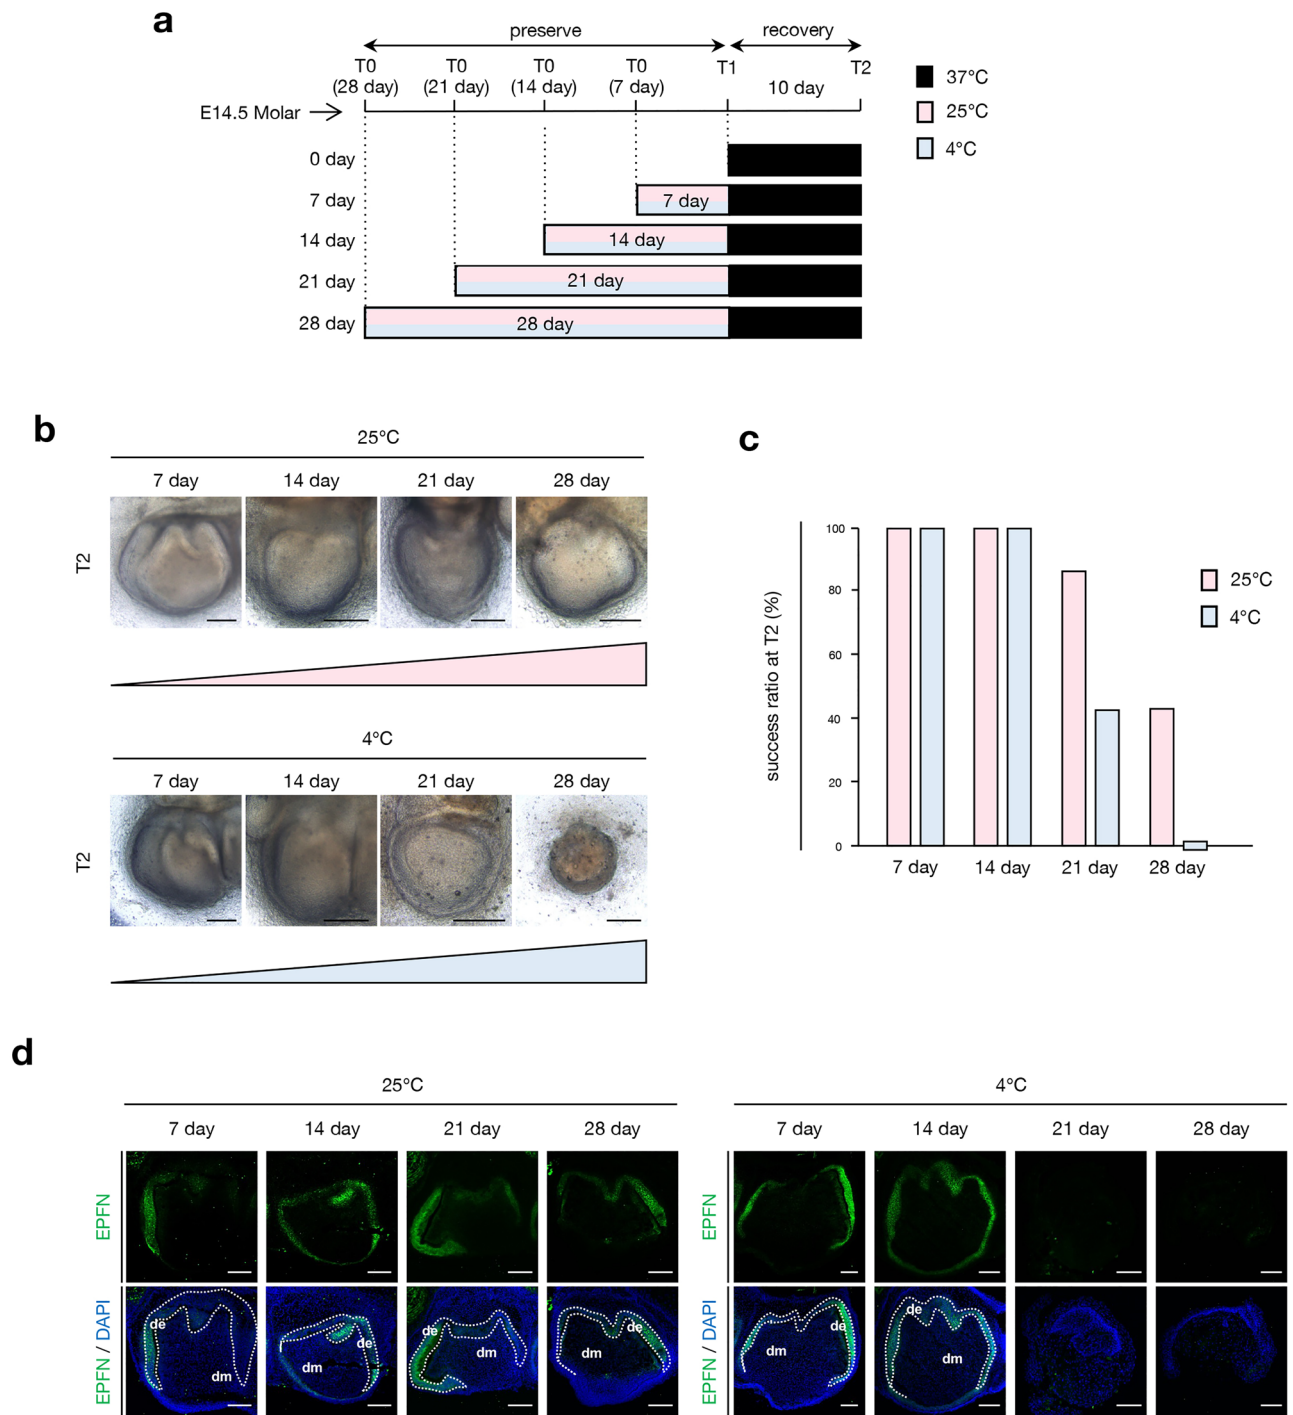 a
preserve
recovery
T0
T0
T0
T0
T1
T2
(28 day)
(21 day)
(14 day)
(7 day)
10 day
E14.5 Molar
37°C
25°C
4°C
0 day
7 day
7 day
14 day
14 day
21 day
21 day
28 day
28 day
b
25°C
7 day
14 day
21 day
28 day
T2
4°C
7 day
14 day
21 day
28 day
T2
c
success ratio at T2 (%)
100
80
60
40
20
0
7 day
14 day
21 day
28 day
25°C
4°C
d
25°C
7 day
14 day
21 day
28 day
4°C
7 day
14 day
21 day
28 day
EPFN
EPFN
EPFN / DAPI
de
dm
de
dm
de
dm
de
dm
EPFN / DAPI
de
dm
de
dm